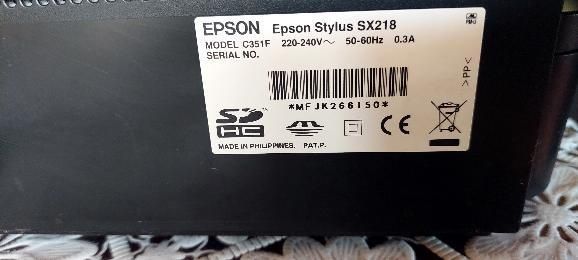 EPSON Epson Stylus SX218
MODEL C351F 220-240V~ 50-60Hz 0.3A
SERIAL NO.
*MFJK266150*
SD HC
CE
MADE IN PHILIPPINES. PAT.P.
>PP<